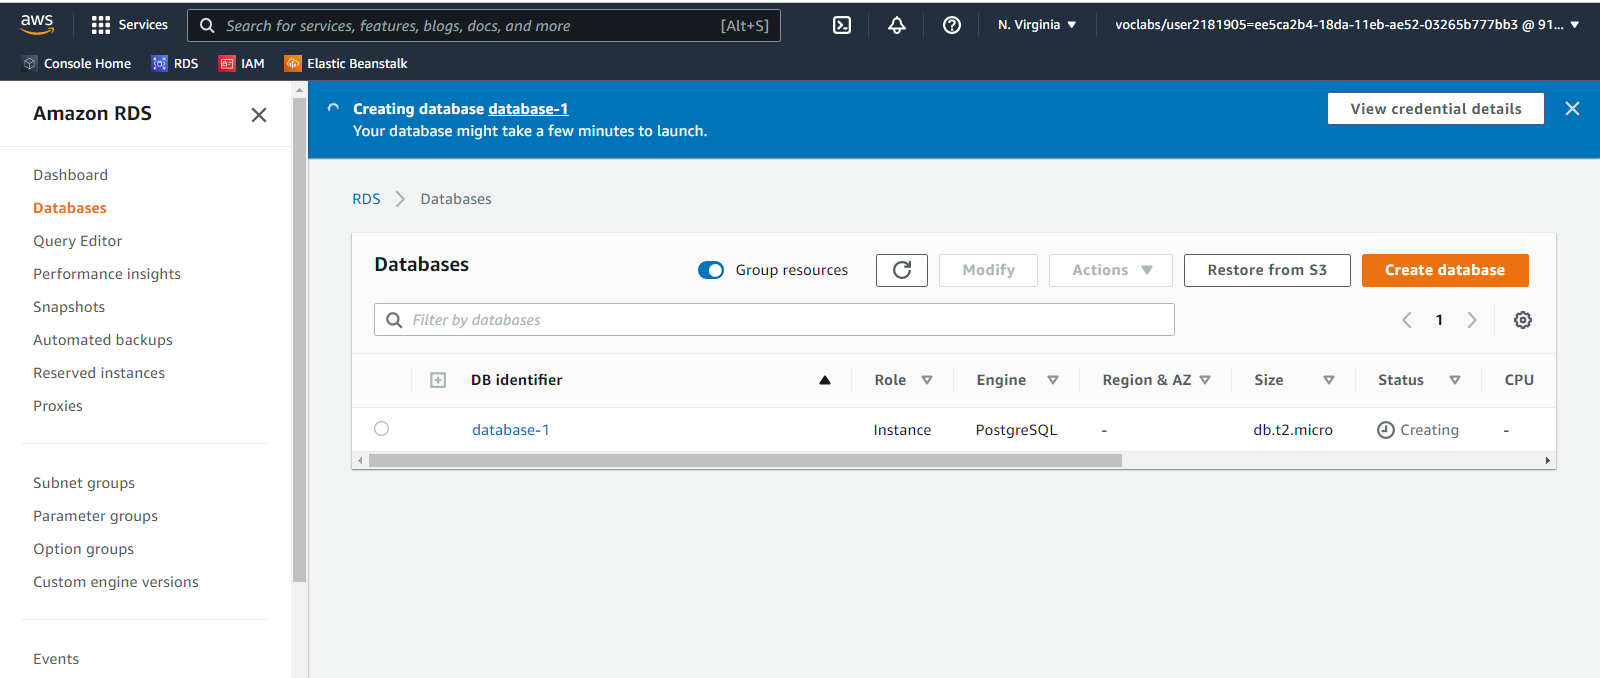 aws
Services
Search for services, features, blogs, docs, and more
[Alt+S]
N. Virginia
voclabs/user2181905=ee5ca2b4-18da-11eb-ae52-03265b777bb3 @ 91...
Console Home
RDS
IAM
Elastic Beanstalk
Amazon RDS
Dashboard
Databases
Query Editor
Performance insights
Snapshots
Automated backups
Reserved instances
Proxies
Subnet groups
Parameter groups
Option groups
Custom engine versions
Events
Creating database database-1
Your database might take a few minutes to launch.
View credential details
RDS
Databases
Databases
Group resources
Modify
Actions
Restore from S3
Create database
Filter by databases
1
DB identifier
Role
Engine
Region & AZ
Size
Status
CPU
database-1
Instance
PostgreSQL
-
db.t2.micro
Creating
-